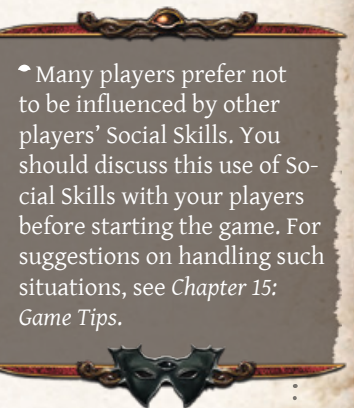 Many players prefer not
to be influenced by other
players’ Social Skills. You
should discuss this use of So-
cial Skills with your players
before starting the game. For
suggestions on handling such
situations, see Chapter 15:
Game Tips.